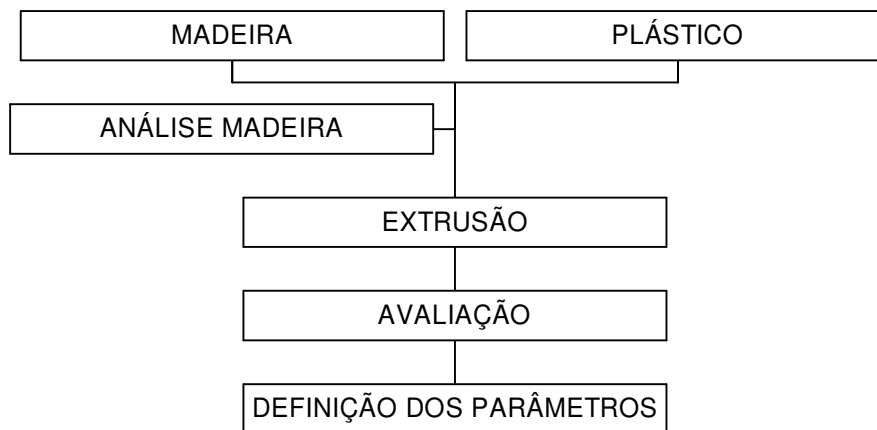 MADEIRA
PLÁSTICO
ANÁLISE MADEIRA
EXTRUSÃO
AVALIAÇÃO
DEFINIÇÃO DOS PARÂMETROS